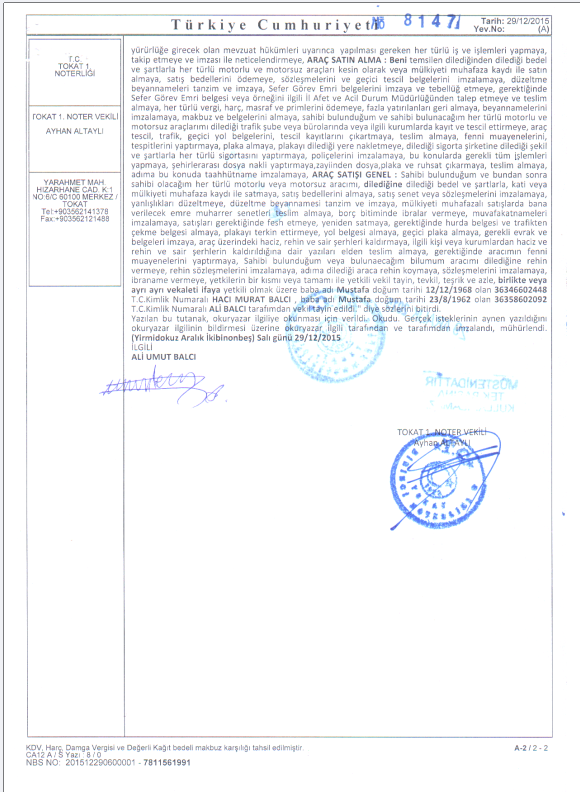 Türkiye Cumhuriyeti
№ 8147
Tarih: 29/12/2015
Yev.No: (A)
T.C.
TOKAT 1.
NOTERLİĞİ
TOKAT 1. NOTER VEKİLİ
AYHAN ALTAYLI
YARAHMET MAH.
HIZARHANE CAD. K:1
NO:6/C 60100 MERKEZ /
TOKAT
Tel:+903562141378
Fax:+903562121488
yürürlüğe girecek olan mevzuat hükümleri uyarınca yapılması gereken her türlü iş ve işlemleri yapmaya,
takip etmeye ve imzası ile neticelendirmeye, ARAÇ SATIN ALMA : Beni temsilen dilediğinden dilediği bedel
ve şartlarla her türlü motorlu ve motorsuz araçları kesin olarak veya mülkiyeti muhafaza kaydı ile satın
almaya, satış bedellerini ödemeye, sözleşmelerini ve geçici tescil belgelerini imzalamaya, düzeltme
beyannameleri tanzim ve imzaya, Sefer Görev Emri belgelerini imzaya ve tebellüğ etmeye, gerektiğinde
Sefer Görev Emri belgesi veya örneğini ilgili İl Afet ve Acil Durum Müdürlüğünden talep etmeye ve teslim
almaya, her türlü vergi, harç, masraf ve primlerini ödemeye, fazla yatırılanları geri almaya, beyannamelerini
imzalamaya, makbuz ve belgelerini almaya, sahibi bulunduğum ve sahibi bulunacağım her türlü motorlu ve
motorsuz araçlarımı dilediği trafik şube veya bürolarında veya ilgili kurumlarda kayıt ve tescil ettirmeye, araç
tescil, trafik, geçici yol belgelerini, tescil kayıtlarını çıkartmaya, teslim almaya, fenni muayenelerini,
tespitlerini yaptırmaya, plaka almaya, plakayı dilediği yere nakletmeye, dilediği sigorta şirketine dilediği şekil
ve şartlarla her türlü sigortasını yaptırmaya, poliçelerini imzalamaya, bu konularda gerekli tüm işlemleri
yapmaya, şehirlerarası dosya nakli yaptırmaya,zayiinden dosya,plaka ve ruhsat çıkarmaya, teslim almaya,
adıma bu konuda taahhütname imzalamaya, ARAÇ SATIŞI GENEL : Sahibi bulunduğum ve bundan sonra
sahibi olacağım her türlü motorlu veya motorsuz aracımı, dilediğine dilediği bedel ve şartlarla, kati veya
mülkiyeti muhafaza kaydı ile satmaya, satış bedellerini almaya, satış senet veya sözleşmelerini imzalamaya,
yanlışlıkları düzeltmeye, düzeltme beyannamesi tanzim ve imzaya, mülkiyeti muhafazalı satışlarda bana
verilecek emre muharrer senetleri teslim almaya, borç bitiminde ibralar vermeye, muvafakatnameleri
imzalamaya, satışları gerektiğinde fesh etmeye, yeniden satmaya, gerektiğinde hurda belgesi ve trafikten
çekme belgesi almaya, plakayı terkin ettirmeye, yol belgesi almaya, geçici plaka almaya, gerekli evrak ve
belgeleri imzaya, araç üzerindeki haciz, rehin ve sair şerhleri kaldırmaya, ilgili kişi veya kurumlardan haciz ve
rehin ve sair şerhlerin kaldırıldığına dair yazıları elden teslim almaya, gerektiğinde aracımın fenni
muayenelerini yaptırmaya, Sahibi bulunduğum veya bulunaecağım bilumum aracımı dilediğine rehin
vermeye, rehin sözleşmelerini imzalamaya, adıma dilediği araca rehin koymaya, sözleşmelerini imzalamaya,
ibraname vermeye, yetkilerin bir kısmı veya tamamı ile yetkili vekil tayin, tevkil, teşrik ve azle, birlikte veya
ayrı ayrı vekaleti ifaya yetkili olmak üzere baba adı Mustafa doğum tarihi 12/12/1968 olan 36346602448
T.C.Kimlik Numaralı HACI MURAT BALCI , baba adı Mustafa doğum tarihi 23/8/1962 olan 36358602092
T.C.Kimlik Numaralı ALİ BALCI tarafımdan vekil tayin edildi." diye sözlerini bitirdi.
Yazılan bu tutanak, okuryazar ilgiliye okunması için verildi. Okudu. Gerçek isteklerinin aynen yazıldığını
okuryazar ilgilinin bildirmesi üzerine okuryazar ilgili tarafından ve tarafımdan imzalandı, mühürlendi.
(Yirmidokuz Aralık ikibinonbeş) Salı günü 29/12/2015
İLGİLİ
ALİ UMUT BALCI
TOKAT 1. NOTER VEKİLİ
Ayhan ALTAYLI
KDV, Harç, Damga Vergisi ve Değerli Kağıt bedeli makbuz karşılığı tahsil edilmiştir.
CA12 A / S Yazı : 8 / 0
NBS NO: 201512290600001 - 7811561991
A-2 / 2 - 2